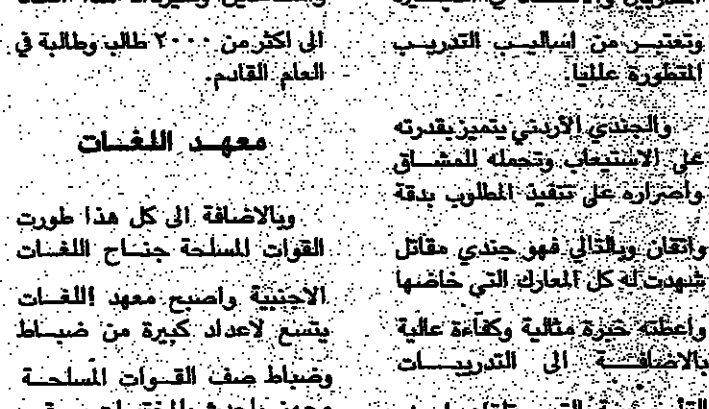 وتعتبر من اساليب التدريب
المتطورة عالميا.
والجندي الأردني يتميز بقدرته
على الاستيعاب وتحمله للمشاق
واصراره على تنفيذ المطلوب بدقة
واتقان وبالتالي فهو جندي مقاتل
شهدت له كل المعارك التي خاضها
واعطته خبرة مثالية وكفاءة عالية
بالاضافة الى التدريبات
الى اكثر من ٢٠٠٠ طالب وطالبة في
العام القادم.
معهد اللغات
وبالاضافة الى كل هذا طورت
القوات المسلحة جناح اللغات
الاجنبية واصبح معهد اللغات
يتسع لاعداد كبيرة من ضباط
وضباط صف القوات المسلحة